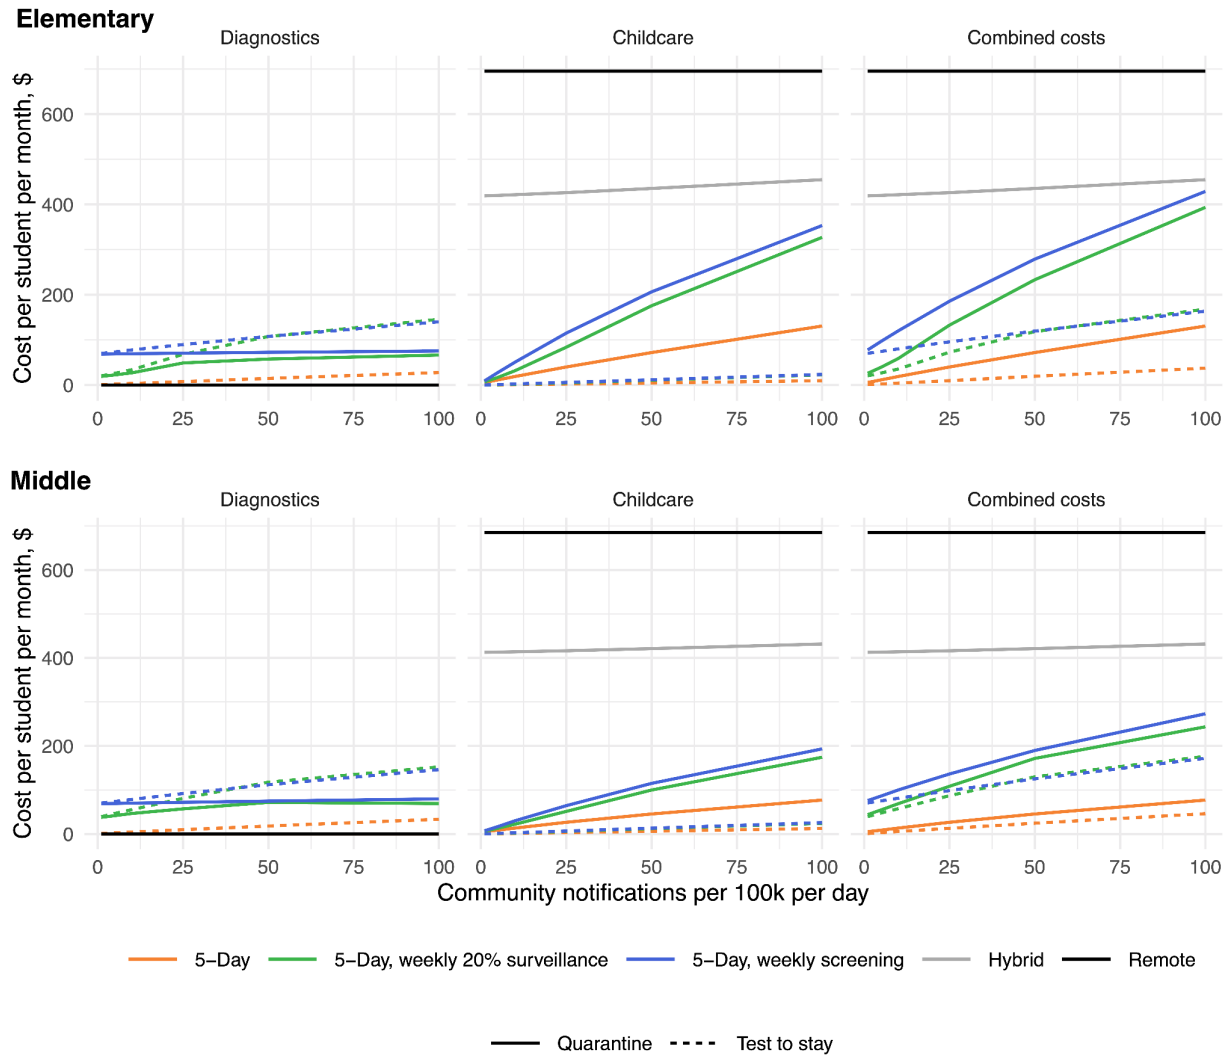 Elementary
Diagnostics Childcare Combined costs
Cost per student per month, $
600
400
200
0
0 25 50 75 100 0 25 50 75 100 0 25 50 75 100
Middle
Diagnostics Childcare Combined costs
Cost per student per month, $
600
400
200
0
0 25 50 75 100 0 25 50 75 100 0 25 50 75 100
Community notifications per 100k per day
5−Day 5−Day, weekly 20% surveillance 5−Day, weekly screening Hybrid Remote
Quarantine Test to stay